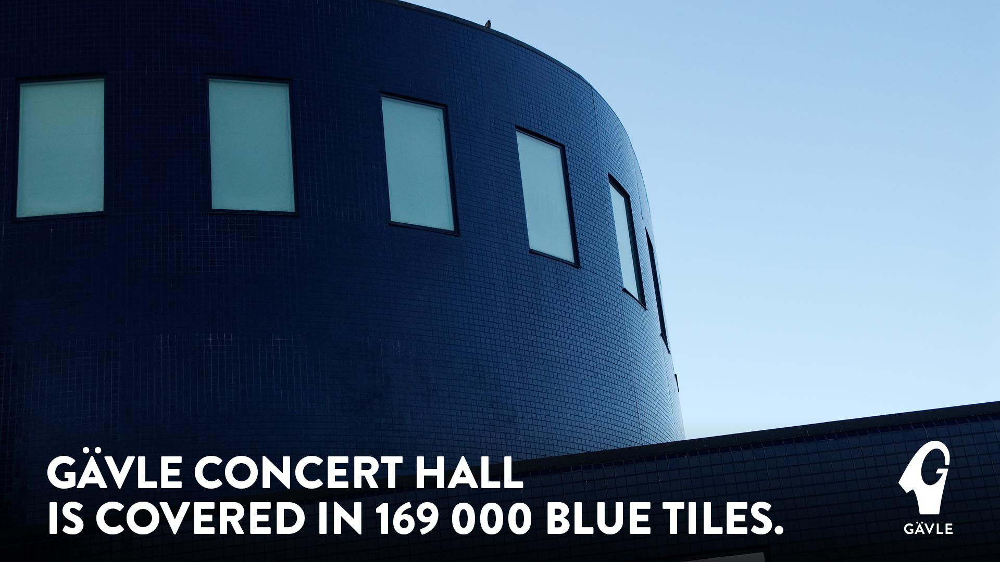 GÄVLE CONCERT HALL
IS COVERED IN 169 000 BLUE TILES.
GÄVLE